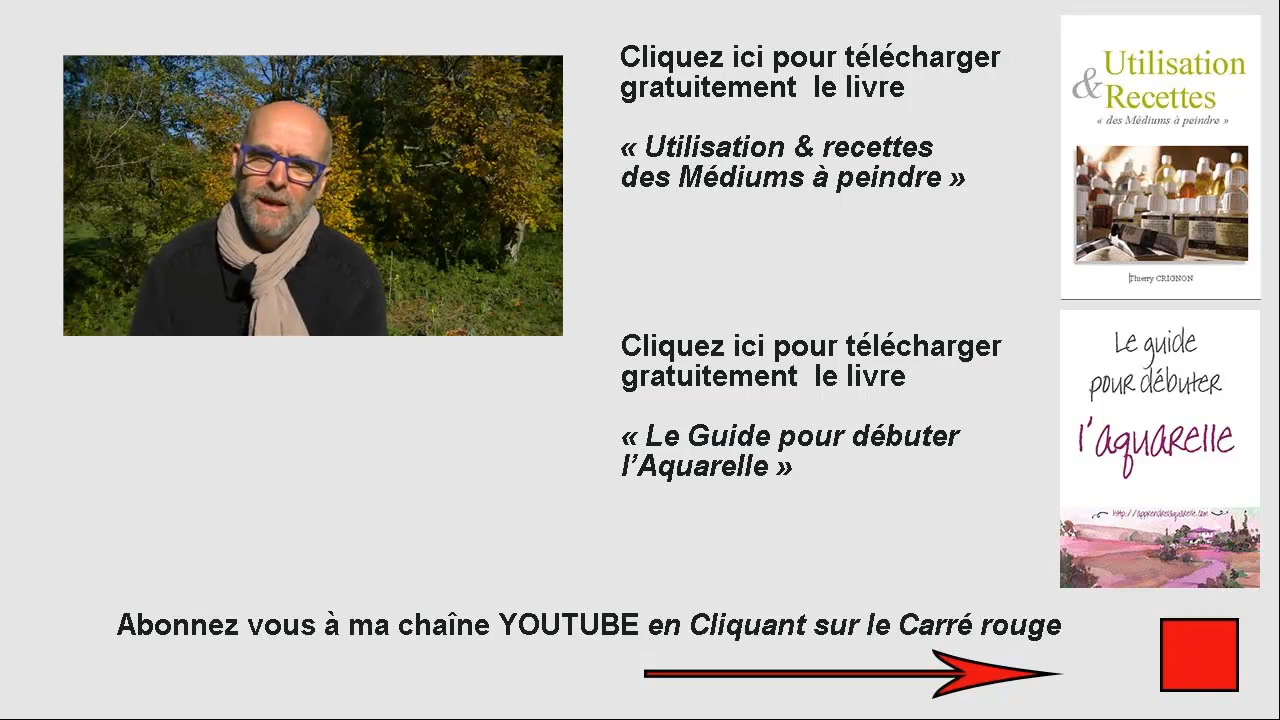 Cliquez ici pour télécharger
gratuitement le livre
« Utilisation & recettes
des Médiums à peindre »
Utilisation
& Recettes
« des Médiums à peindre »
Thierry CRIGNON
Cliquez ici pour télécharger
gratuitement le livre
« Le Guide pour débuter
l’Aquarelle »
Le guide
pour débuter
l'aquarelle
Abonnez vous à ma chaîne YOUTUBE en Cliquant sur le Carré rouge